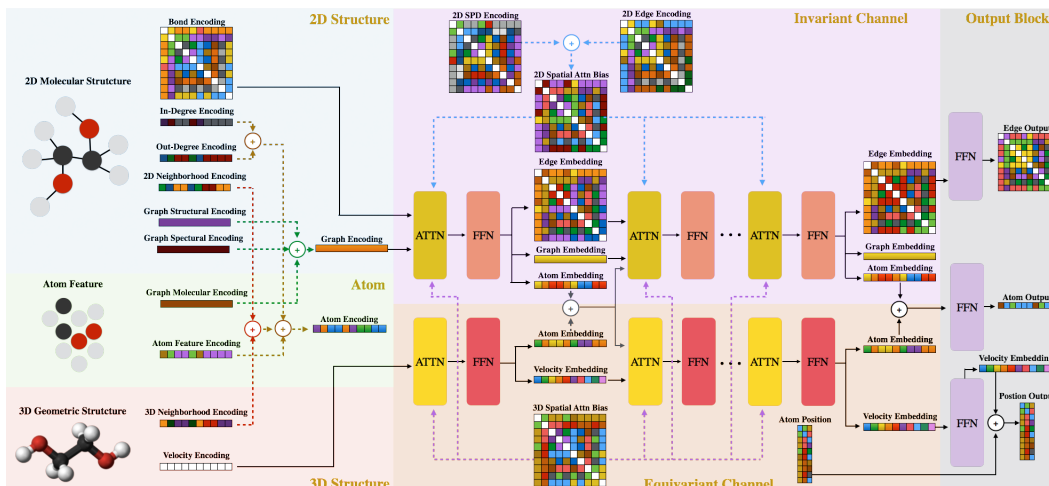 Bond Encoding
2D Structure
2D SPD Encoding
2D Edge Encoding
Invariant Channel
Output Block
2D Molecular Strutcture
In-Degree Encoding
Out-Degree Encoding
2D Neighborhood Encoding
Graph Structural Encoding
Graph Spectural Encoding
Graph Encoding
2D Spatial Attn Bias
Edge Embedding
ATTN
FFN
ATTN
FFN
ATTN
FFN
Graph Embedding
Atom Embedding
Edge Embedding
Graph Embedding
Atom Embedding
FFN
Edge Output
Atom Feature
Atom
Graph Molecular Encoding
Atom Encoding
Atom Feature Encoding
Atom Embedding
Velocity Embedding
ATTN
FFN
ATTN
FFN
ATTN
FFN
Atom Embedding
Velocity Embedding
FFN
Atom Output
Velocity Embedding
FFN
Postion Output
3D Geometric Strutcture
3D Neighborhood Encoding
Velocity Encoding
3D Spatial Attn Bias
Atom Position
3D Structure
Equivariant Channel